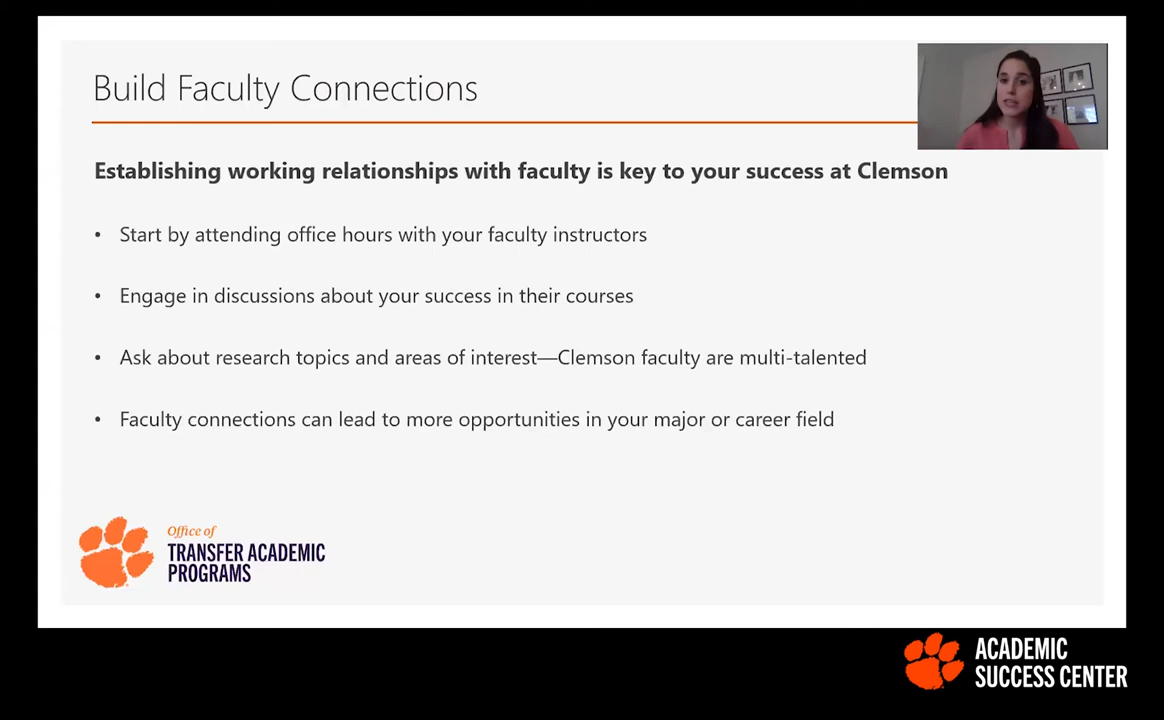 Build Faculty Connections
Establishing working relationships with faculty is key to your success at Clemson
• Start by attending office hours with your faculty instructors
• Engage in discussions about your success in their courses
• Ask about research topics and areas of interest—Clemson faculty are multi-talented
• Faculty connections can lead to more opportunities in your major or career field
Office of
TRANSFER ACADEMIC
PROGRAMS
ACADEMIC
SUCCESS CENTER